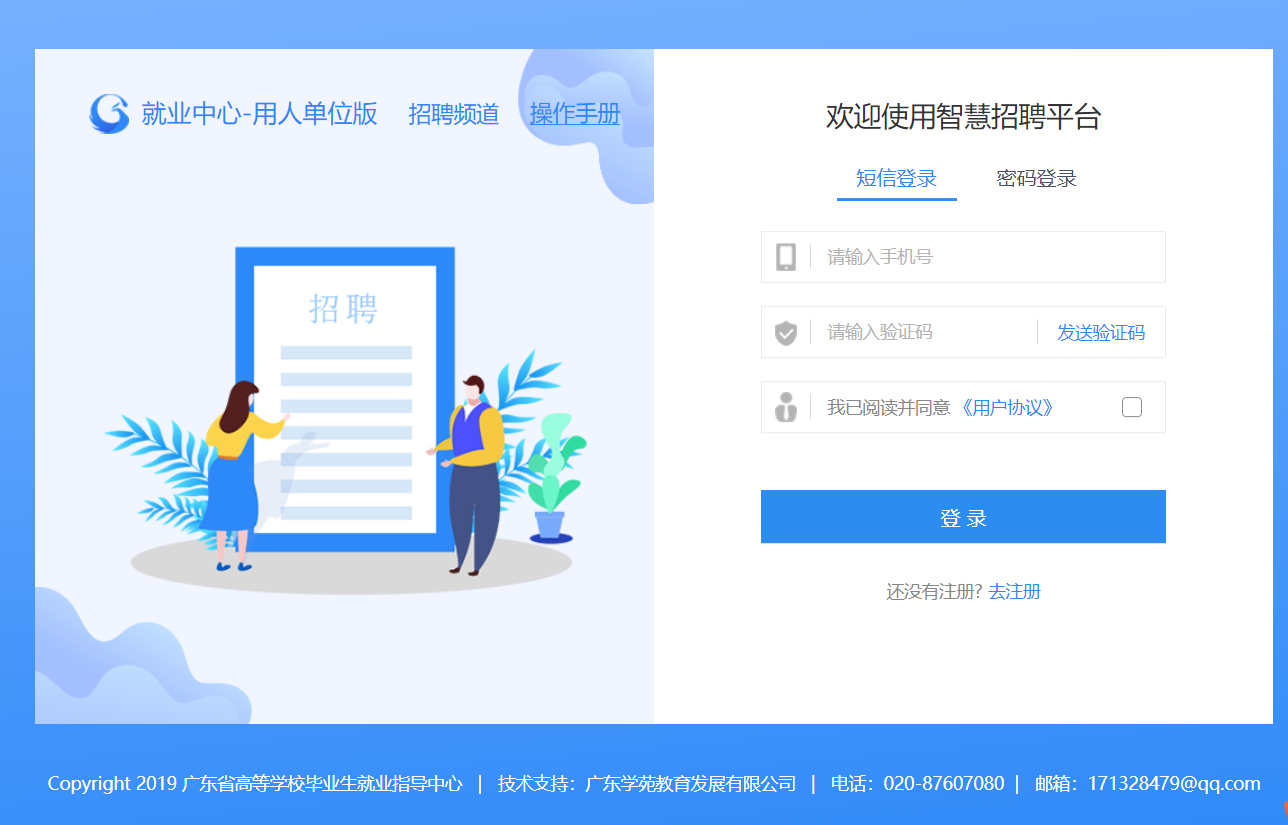 就业中心-用人单位版 招聘频道 操作手册
招聘
欢迎使用智慧招聘平台
短信登录 密码登录
请输入手机号
请输入验证码 发送验证码
我已阅读并同意《用户协议》
登 录
还没有注册? 去注册
Copyright 2019 广东省高等学校毕业生就业指导中心 | 技术支持：广东学苑教育发展有限公司 | 电话：020-87607080 | 邮箱：171328479@qq.com